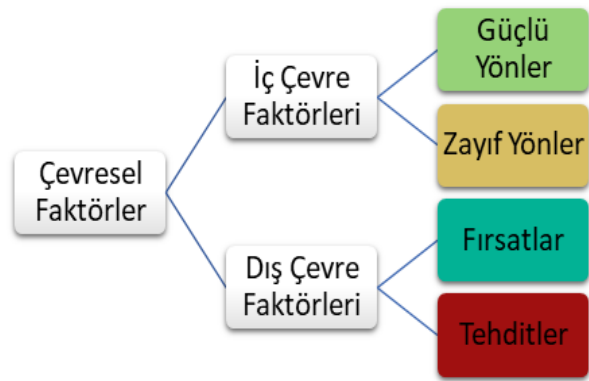 Çevresel
Faktörler
İç Çevre
Faktörleri
Güçlü
Yönler
Zayıf Yönler
Dış Çevre
Faktörleri
Fırsatlar
Tehditler